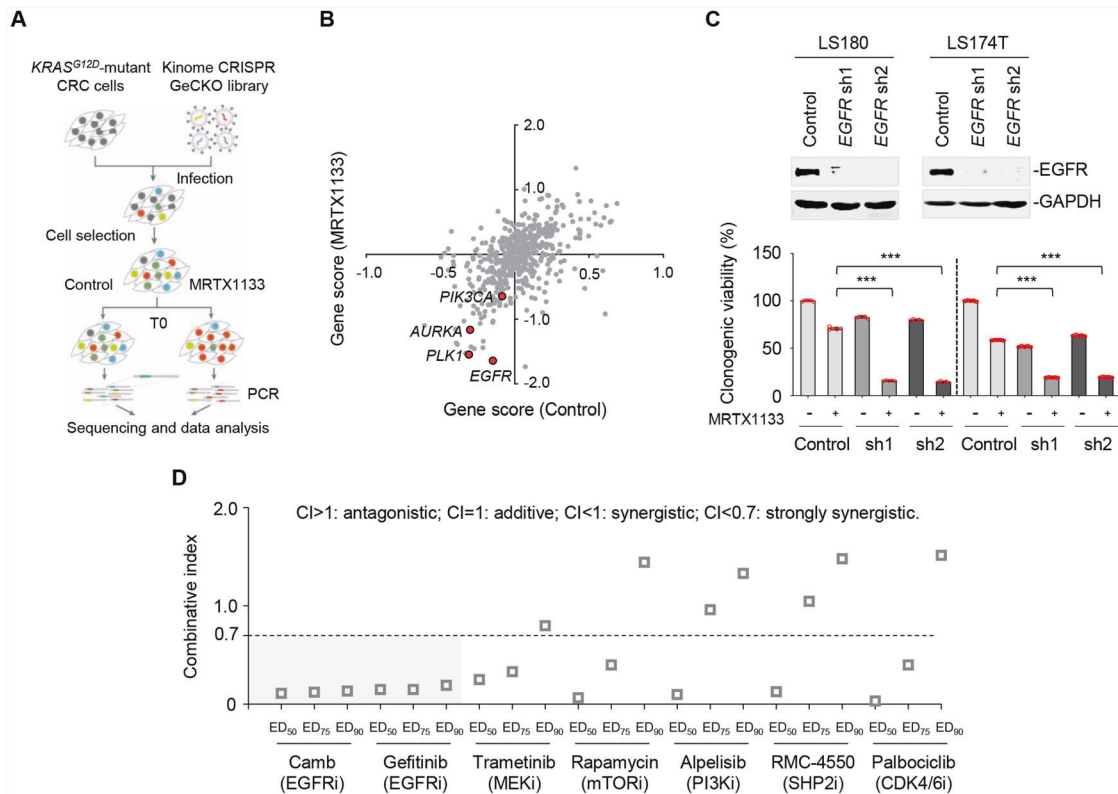 A
KRAS^G12D-mutant
CRC cells
Kinome CRISPR
GeCKO library
Infection
Cell selection
Control
MRTX1133
T0
PCR
Sequencing and data analysis
B
Gene score (MRTX1133)
2.0
1.0
-1.0
-0.5
0.5
1.0
-1.0
-2.0
PIK3CA
AURKA
PLK1
EGFR
Gene score (Control)
C
LS180
LS174T
Control
EGFR sh1
EGFR sh2
Control
EGFR sh1
EGFR sh2
-EGFR
-GAPDH
Clonogenic viability (%)
150
100
50
0
***
***
***
***
MRTX1133
- + - + - + - + - + - +
Control sh1 sh2 Control sh1 sh2
D
Combinative index
2.0
1.0
0.7
0
CI>1: antagonistic; CI=1: additive; CI<1: synergistic; CI<0.7: strongly synergistic.
ED50 ED75 ED90 ED50 ED75 ED90 ED50 ED75 ED90 ED50 ED75 ED90 ED50 ED75 ED90 ED50 ED75 ED90 ED50 ED75 ED90
Camb Gefitinib Trametinib Rapamycin Alpelisib RMC-4550 Palbociclib
(EGFRi) (EGFRi) (MEKi) (mTORi) (PI3Ki) (SHP2i) (CDK4/6i)